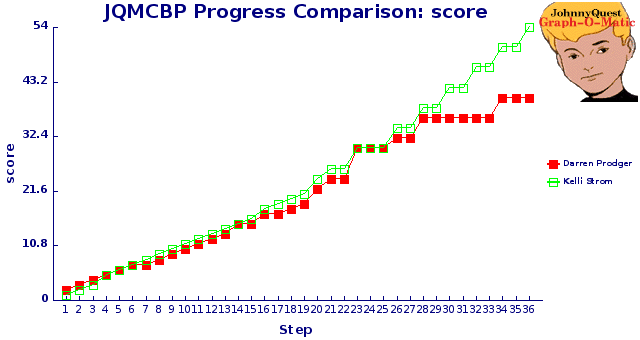 JQMCBP Progress Comparison: score
JohnnyQuest
Graph-O-Matic
54
43.2
32.4
21.6
10.8
0
score
1 2 3 4 5 6 7 8 9 10 11 12 13 14 15 16 17 18 19 20 21 22 23 24 25 26 27 28 29 30 31 32 33 34 35 36
Step
Darren Prodger
Kelli Strom